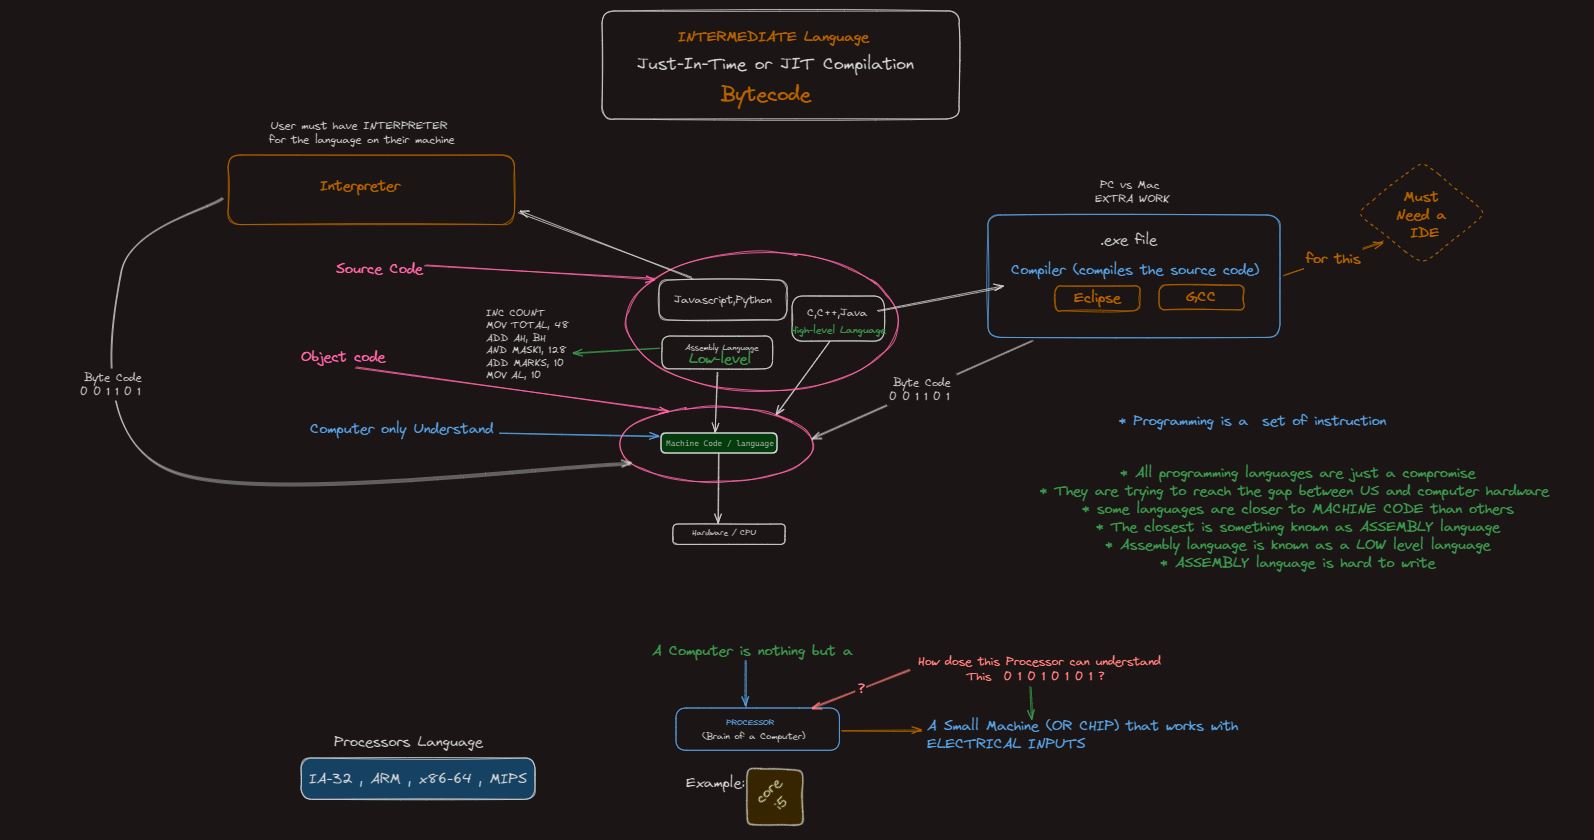 INTERMEDIATE Language
Just-In-Time or JIT Compilation
Bytecode
User must have INTERPRETER
for the language on their machine
Interpreter
PC vs Mac
EXTRA WORK
.exe file
Compiler (compiles the source code)
Eclipse
GCC
for this
Must
Need a
IDE
Source Code
Javascript,Python
C,C++,Java
High-level Language
Assembly Language
Low-level
INC COUNT
MOV TOTAL, 48
ADD AH, BH
AND MASK1, 128
ADD MARKS, 10
MOV AL, 10
Object code
Byte Code
0 0 1 1 0 1
Byte Code
0 0 1 1 0 1
Computer only Understand
Machine Code / language
Hardware / CPU
* Programming is a set of instruction
* All programming languages are just a compromise
* They are trying to reach the gap between US and computer hardware
* some languages are closer to MACHINE CODE than others
* The closest is something known as ASSEMBLY language
* Assembly language is known as a LOW level language
* ASSEMBLY language is hard to write
A Computer is nothing but a
How dose this Processor can understand
This 0 1 0 1 0 1 0 1 ?
?
PROCESSOR
(Brain of a Computer)
A Small Machine (OR CHIP) that works with
ELECTRICAL INPUTS
Processors Language
IA-32 , ARM , x86-64 , MIPS
Example:
core
i5